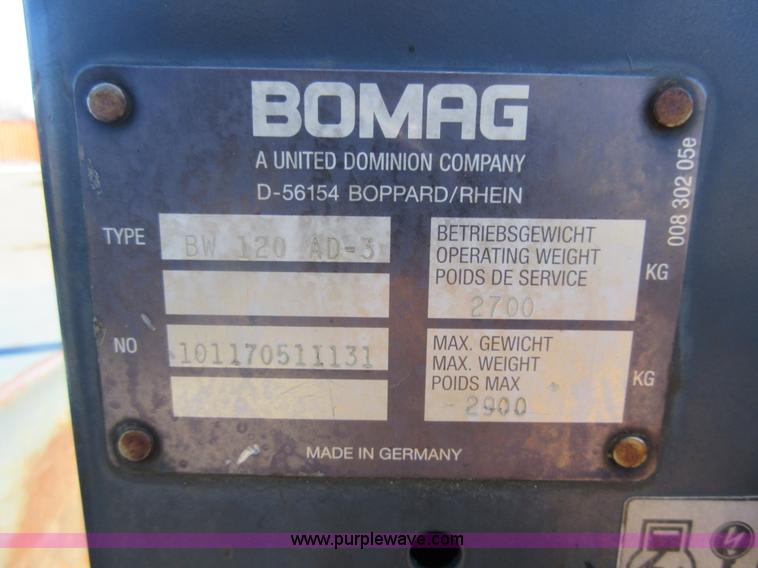 BOMAG
A UNITED DOMINION COMPANY
D-56154 BOPPARD/RHEIN
008 302 05e
TYPE BW 120 AD-3
BETRIEBSGEWICHT
OPERATING WEIGHT
POIDS DE SERVICE
2700 KG
NO 101170511131
MAX. GEWICHT
MAX. WEIGHT
POIDS MAX
2900 KG
MADE IN GERMANY
www.purplewave.com